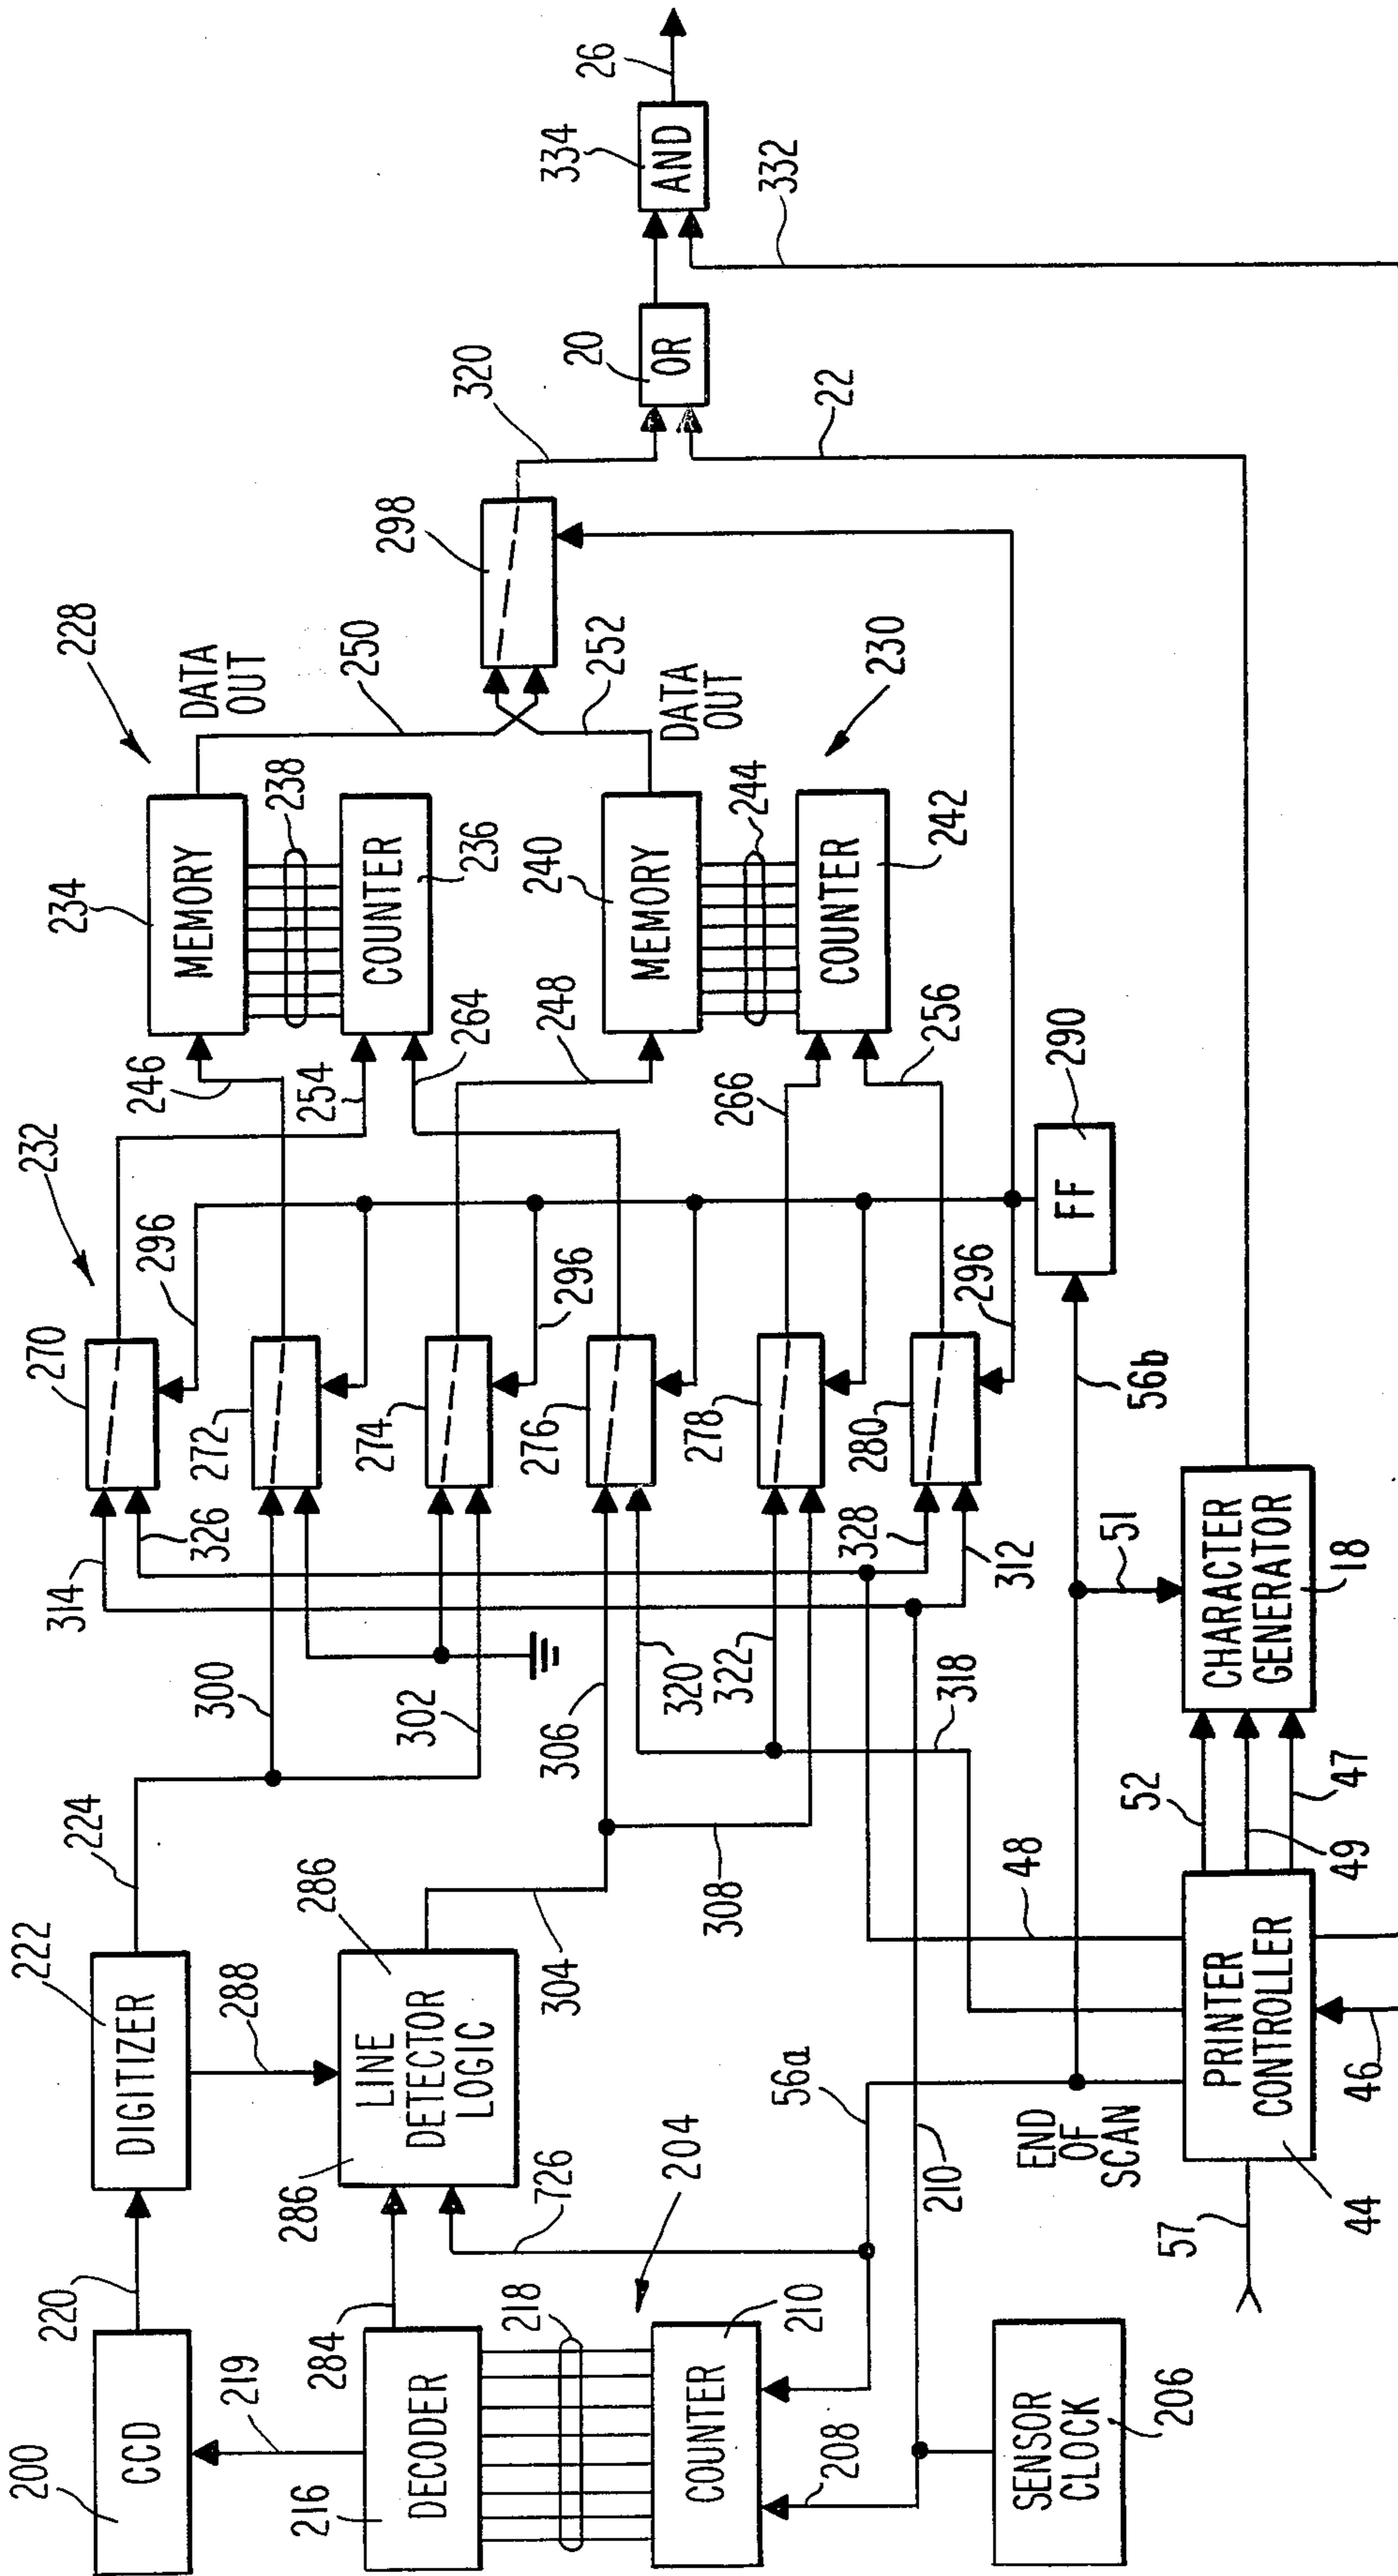 200
CCD
220
219
222
DIGITIZER
224
288
300
302
314
326
270
232
296
272
246
254
234
MEMORY
228
DATA
OUT
238
COUNTER
236
250
264
216
DECODER
284
286
LINE
DETECTOR
LOGIC
286
304
306
274
296
276
248
298
320
20
OR
334
AND
26
218
204
726
308
320
322
278
266
240
MEMORY
DATA
OUT
252
244
COUNTER
242
230
256
COUNTER
210
208
56a
318
328
280
312
296
22
332
210
48
SENSOR
CLOCK
206
END
OF
SCAN
51
56b
FF
290
57
44
PRINTER
CONTROLLER
52
49
47
46
CHARACTER
GENERATOR
18